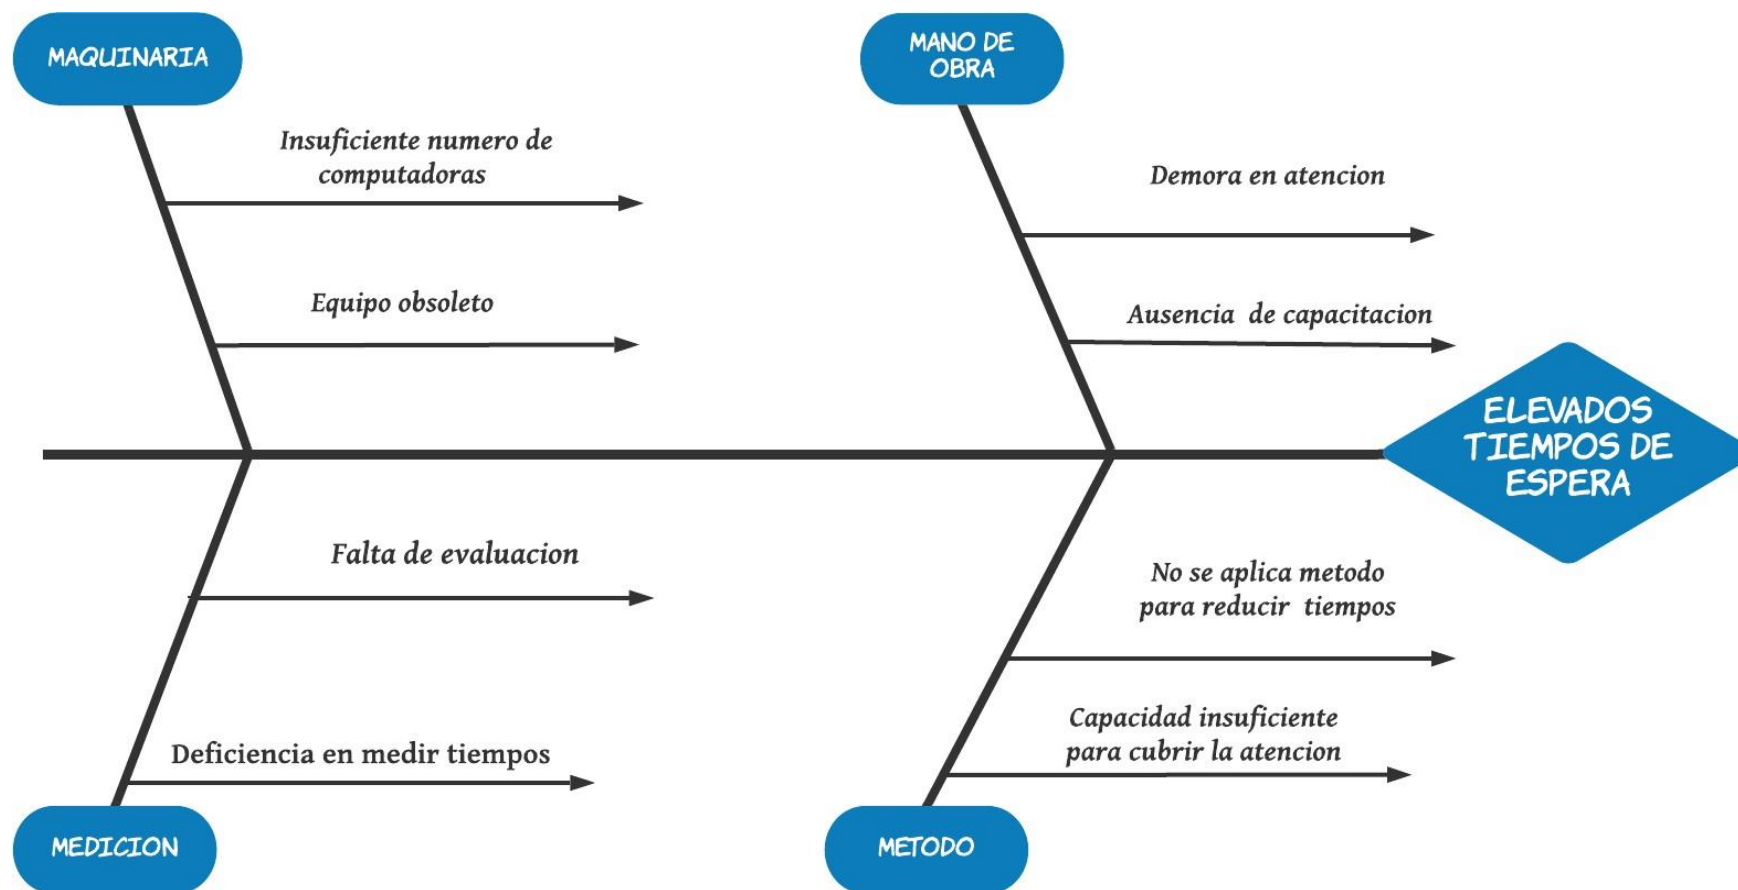 MAQUINARIA
Insuficiente numero de
computadoras
Equipo obsoleto
MANO DE
OBRA
Demora en atencion
Ausencia de capacitacion
ELEVADOS
TIEMPOS DE
ESPERA
Falta de evaluacion
Deficiencia en medir tiempos
MEDICION
No se aplica metodo
para reducir tiempos
Capacidad insuficiente
para cubrir la atencion
METODO